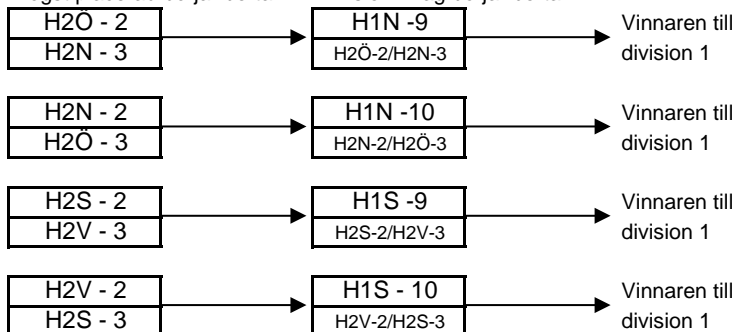 H2Ö - 2 H1N -9 Vinnaren till
H2N - 3 H2Ö-2/H2N-3 division 1
H2N - 2 H1N -10 Vinnaren till
H2Ö - 3 H2N-2/H2Ö-3 division 1
H2S - 2 H1S -9 Vinnaren till
H2V - 3 H2S-2/H2V-3 division 1
H2V - 2 H1S - 10 Vinnaren till
H2S - 3 H2V-2/H2S-3 division 1